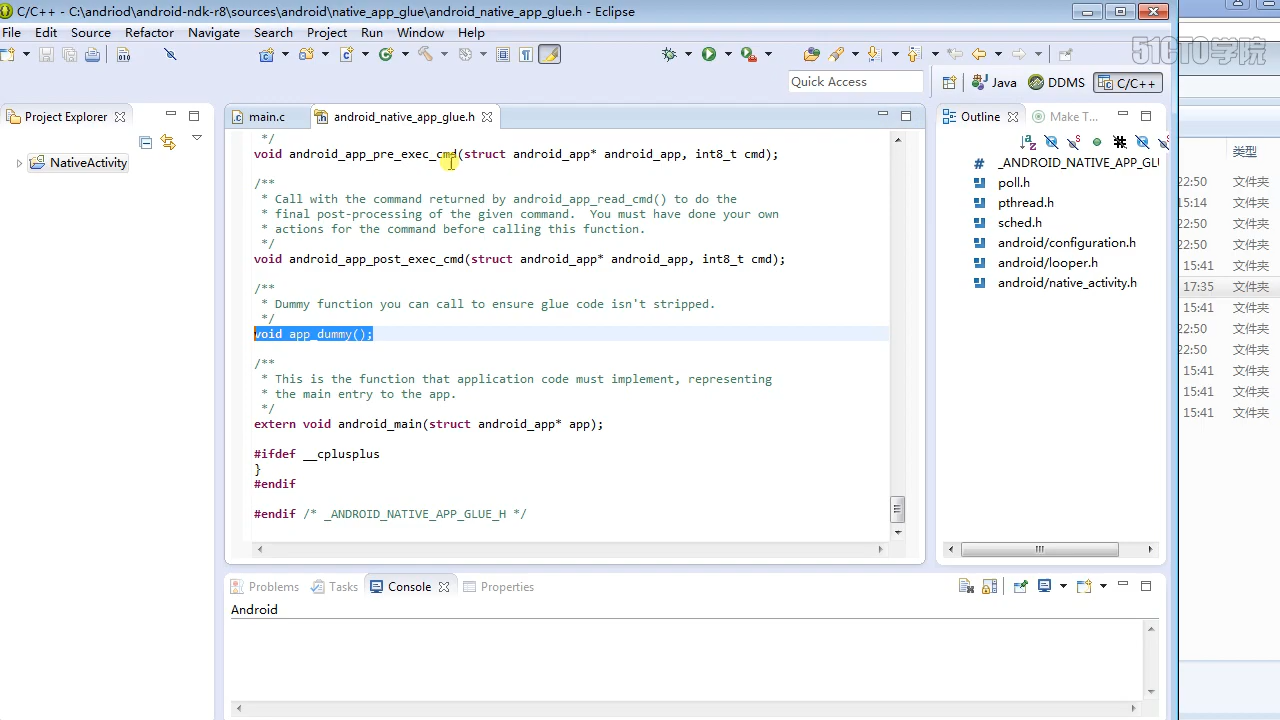 C/C++ - C:\andriod\android-ndk-r8\sources\android\native_app_glue\android_native_app_glue.h - Eclipse
File Edit Source Refactor Navigate Search Project Run Window Help
51CTO学院
Quick Access
Java DDMS C/C++
Project Explorer
NativeActivity
main.c android_native_app_glue.h
*/
void android_app_pre_exec_cmd(struct android_app* android_app, int8_t cmd);
/**
* Call with the command returned by android_app_read_cmd() to do the
* final post-processing of the given command. You must have done your own
* actions for the command before calling this function.
*/
void android_app_post_exec_cmd(struct android_app* android_app, int8_t cmd);
/**
* Dummy function you can call to ensure glue code isn't stripped.
*/
void app_dummy();
/**
* This is the function that application code must implement, representing
* the main entry to the app.
*/
extern void android_main(struct android_app* app);
#ifdef __cplusplus
}
#endif
#endif /* _ANDROID_NATIVE_APP_GLUE_H */
Outline Make T...
_ANDROID_NATIVE_APP_GLU
poll.h
pthread.h
sched.h
android/configuration.h
android/looper.h
android/native_activity.h
Problems Tasks Console Properties
Android
类型
22:50 文件夹
15:14 文件夹
22:50 文件夹
22:50 文件夹
15:41 文件夹
17:35 文件夹
15:41 文件夹
22:50 文件夹
22:50 文件夹
15:41 文件夹
15:41 文件夹
15:41 文件夹